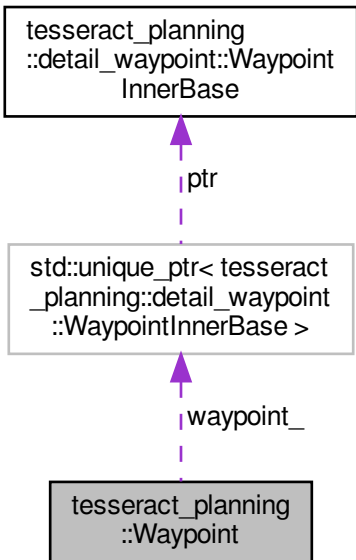 tesseract_planning
::detail_waypoint::Waypoint
InnerBase
ptr
std::unique_ptr< tesseract
_planning::detail_waypoint
::WaypointInnerBase >
waypoint_
tesseract_planning
::Waypoint